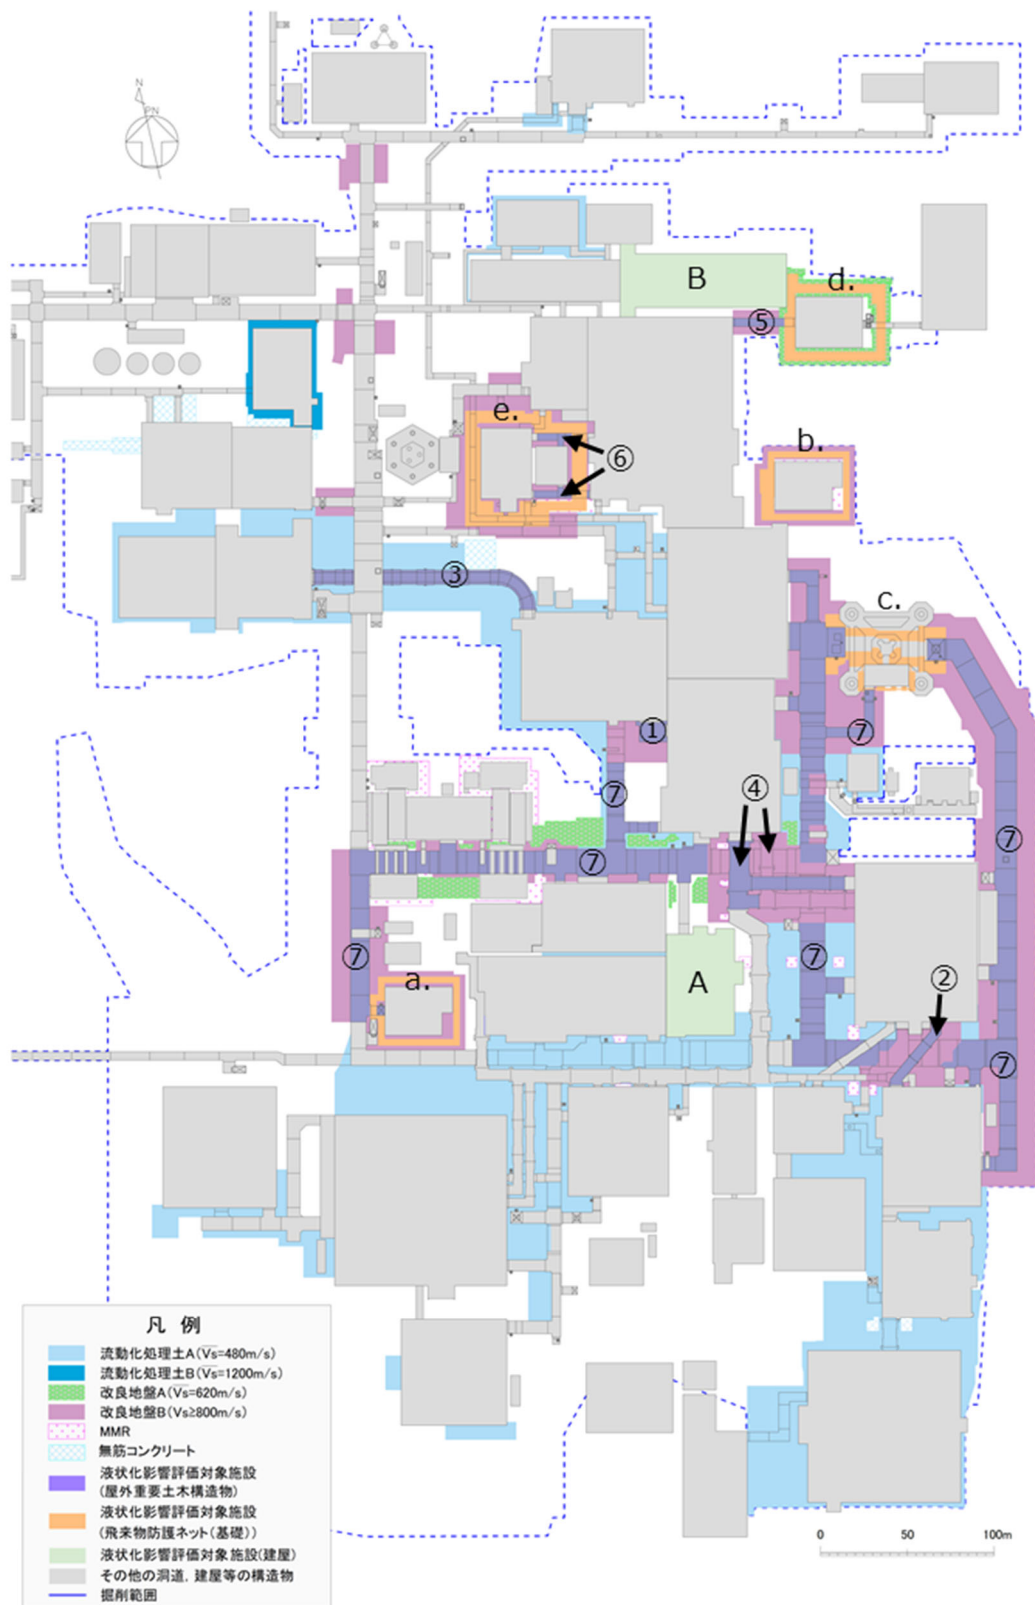 N
PN
B
d.
⑤
e.
b.
⑥
③
c.
①
⑦
④
⑦
⑦
⑦
⑦
⑦
a.
A
②
⑦
凡 例
流動化処理土A(V̅s=480m/s)
流動化処理土B(V̅s=1200m/s)
改良地盤A(V̅s=620m/s)
改良地盤B(Vs≥800m/s)
MMR
無筋コンクリート
液状化影響評価対象施設
(屋外重要土木構造物)
液状化影響評価対象施設
(飛来物防護ネット(基礎))
液状化影響評価対象施設(建屋)
その他の洞道, 建屋等の構造物
掘削範囲
0 50 100m